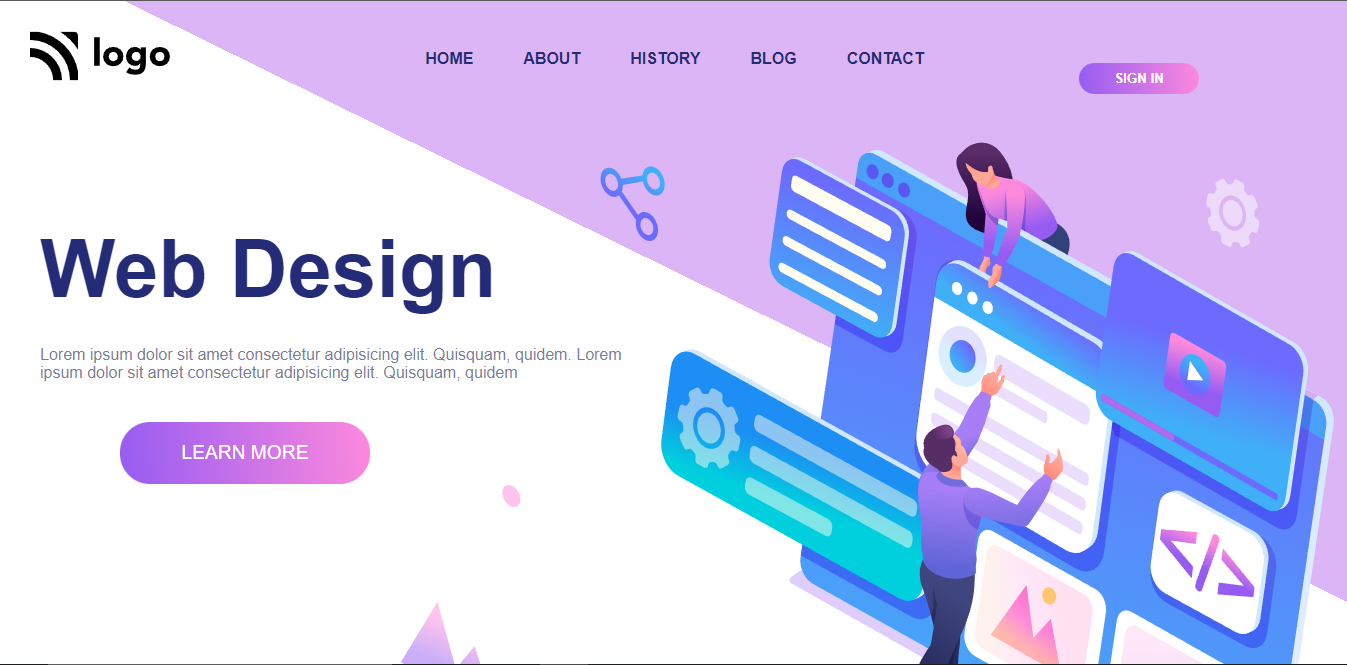 logo
HOME ABOUT HISTORY BLOG CONTACT
SIGN IN
Web Design
Lorem ipsum dolor sit amet consectetur adipisicing elit. Quisquam, quidem. Lorem
ipsum dolor sit amet consectetur adipisicing elit. Quisquam, quidem
LEARN MORE
</>